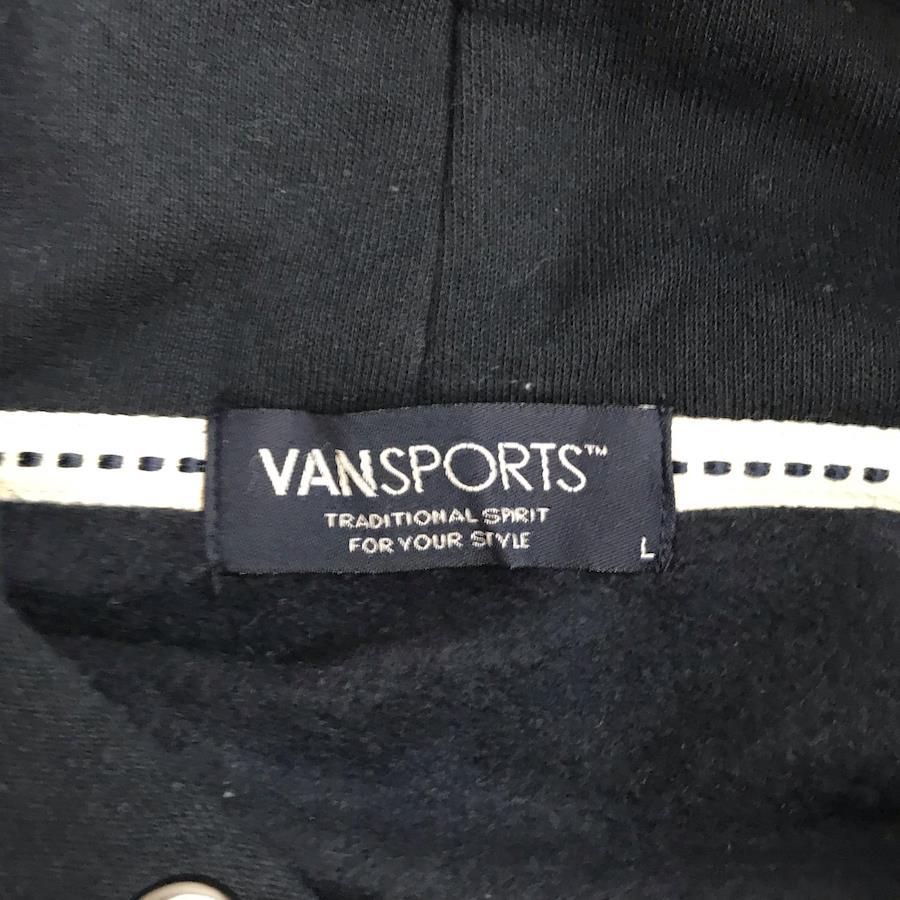 VANSPORTS™
TRADITIONAL SPIRIT
FOR YOUR STYLE
L